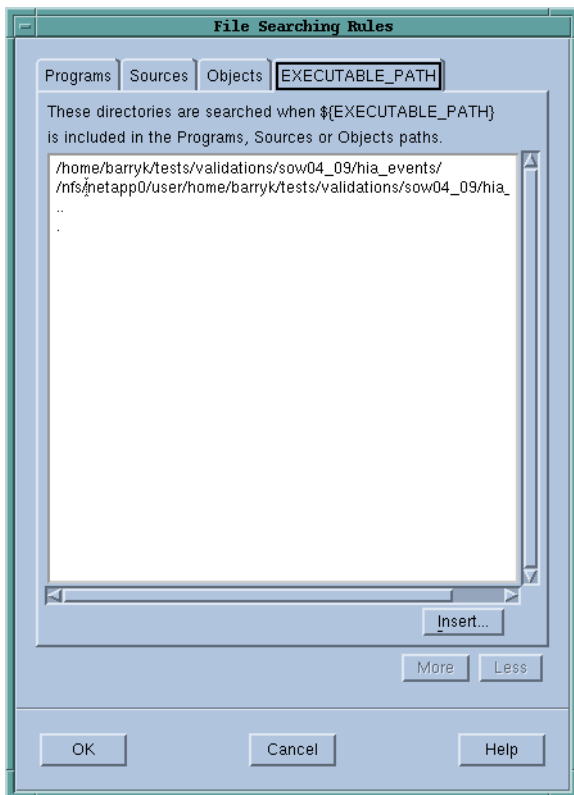 File Searching Rules
Programs Sources Objects EXECUTABLE_PATH
These directories are searched when ${EXECUTABLE_PATH}
is included in the Programs, Sources or Objects paths.
/home/barryk/tests/validations/sow04_09/hia_events/
/nfs/netapp0/user/home/barryk/tests/validations/sow04_09/hia_
..
.
Insert...
More Less
OK Cancel Help